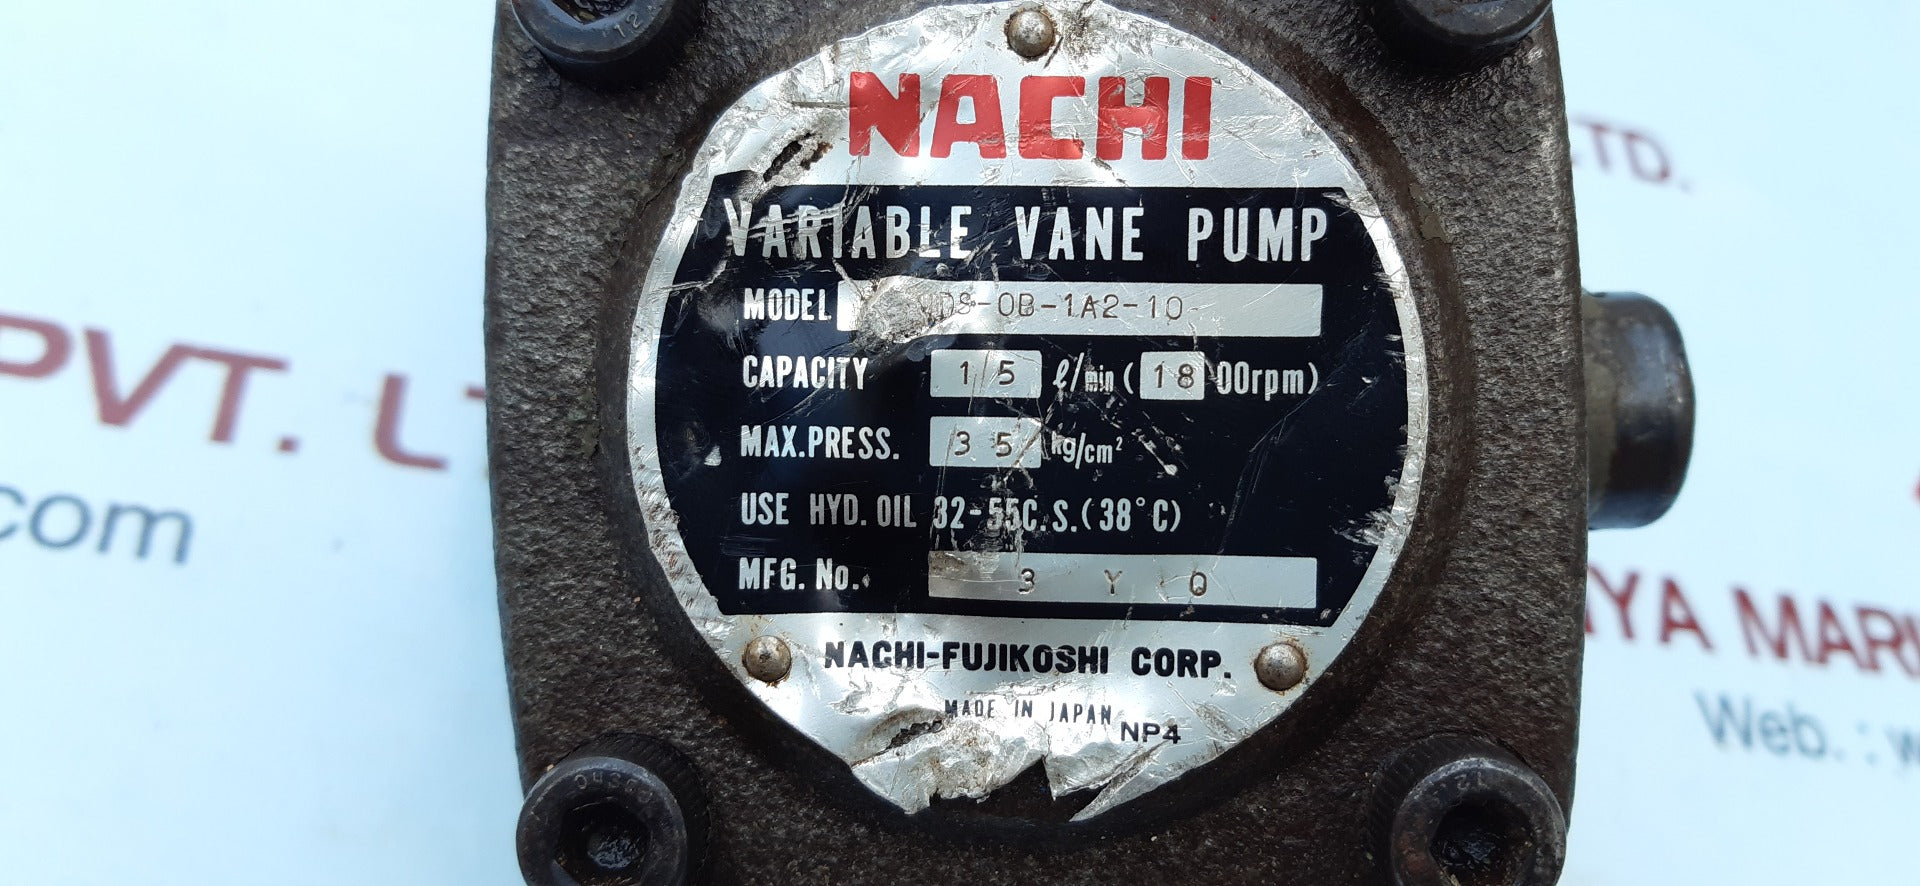 NACHI
VARIABLE VANE PUMP
MODEL DS-0B-1A2-10
CAPACITY 15 ℓ/min (1800rpm)
MAX.PRESS. 35 kg/cm²
USE HYD. OIL 32-55C.S.(38°C)
MFG. No. 3 Y Q
NACHI-FUJIKOSHI CORP.
MADE IN JAPAN NP4
LTD.
PVT. L
com
YA MAR
Web. : w
12